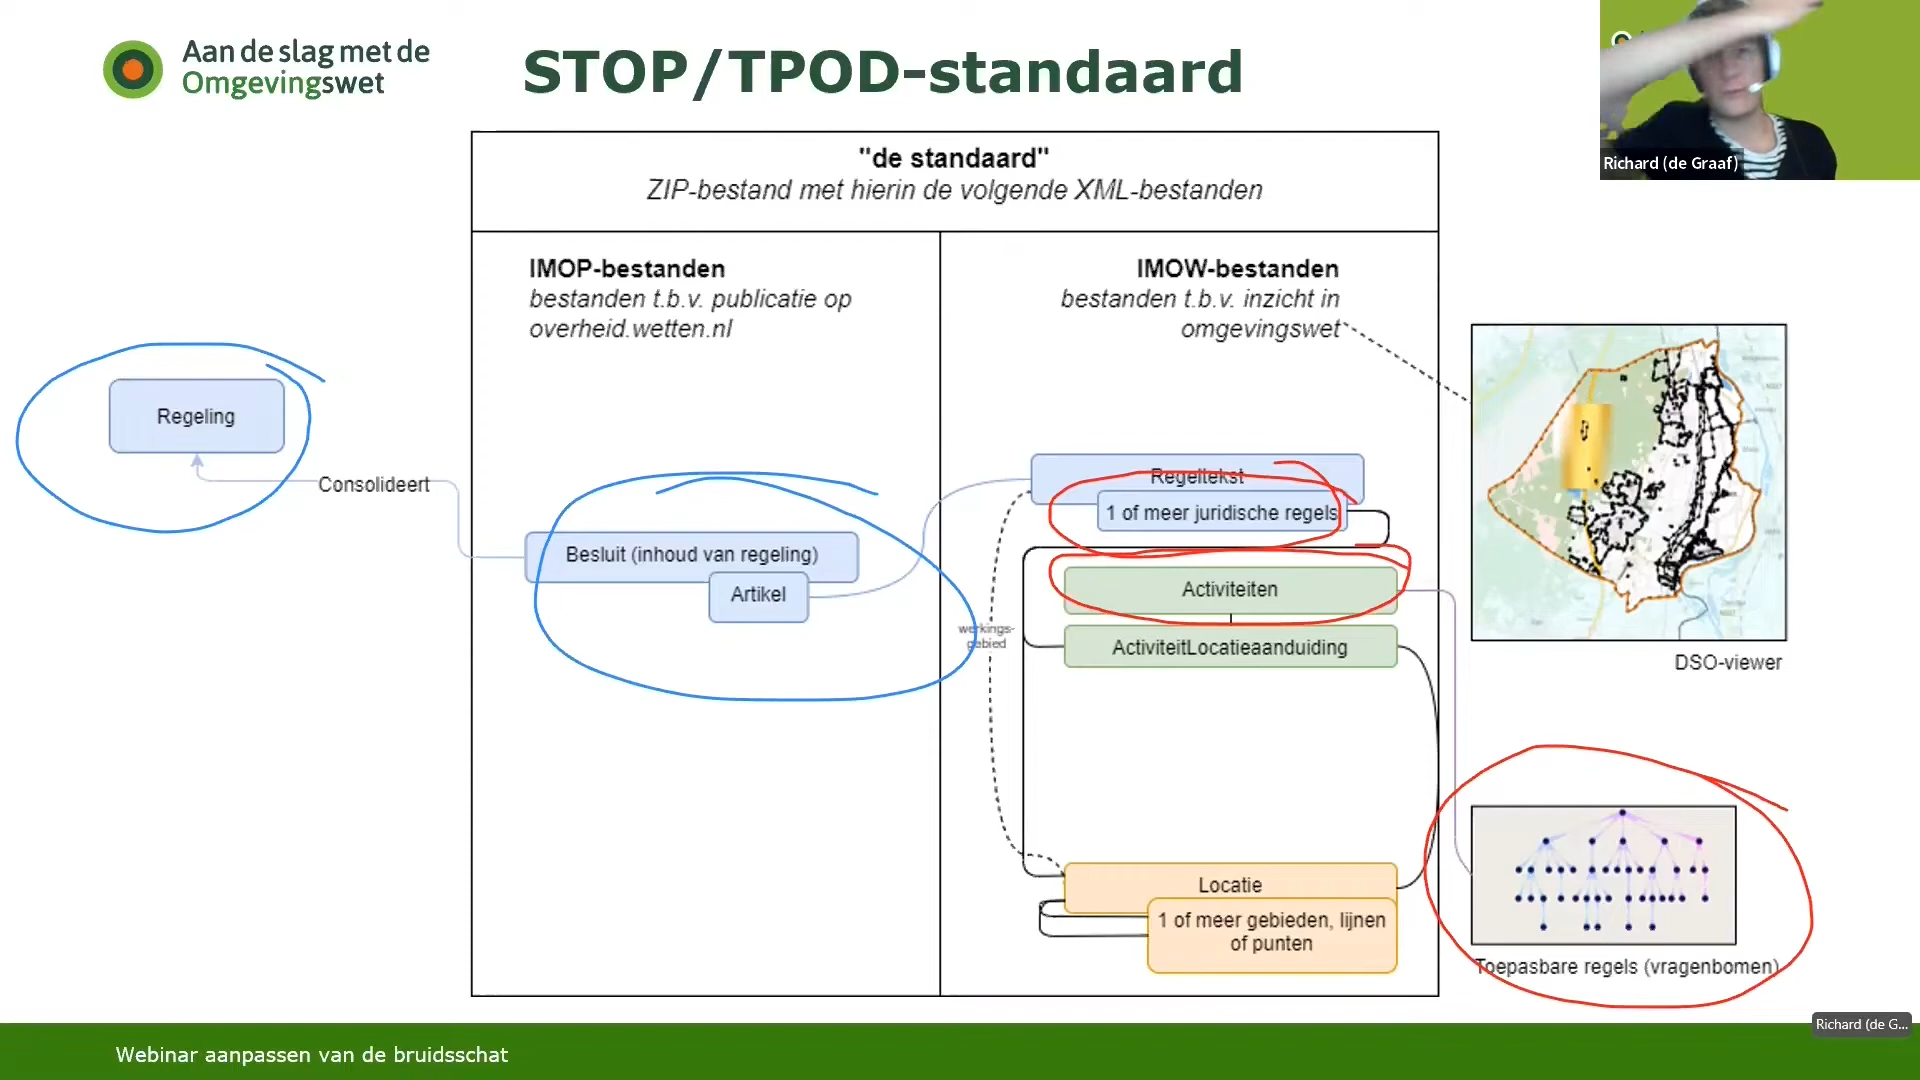 Aan de slag met de
Omgevingswet
STOP/TPOD-standaard
Richard (de Graaf)
"de standaard"
ZIP-bestand met hierin de volgende XML-bestanden
IMOP-bestanden
bestanden t.b.v. publicatie op
overheid.wetten.nl
IMOW-bestanden
bestanden t.b.v. inzicht in
omgevingswet
Regeling
Consolideert
Besluit (inhoud van regeling)
Artikel
Regeltekst
1 of meer juridische regels
Activiteiten
werkings-
gebied
ActiviteitLocatieaanduiding
DSO-viewer
Locatie
1 of meer gebieden, lijnen
of punten
Toepasbare regels (vragenbomen)
Richard (de G...
Webinar aanpassen van de bruidsschat